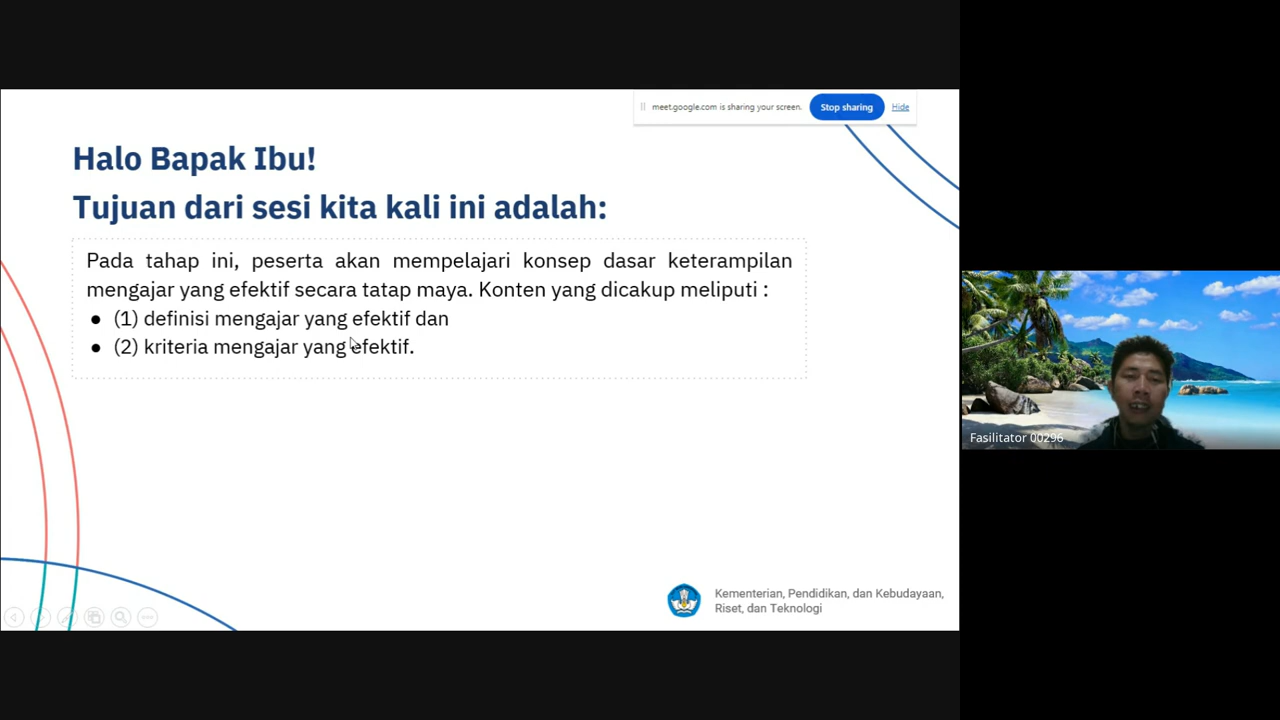 meet.google.com is sharing your screen.
Stop sharing
Hide
Halo Bapak Ibu!
Tujuan dari sesi kita kali ini adalah:
Pada tahap ini, peserta akan mempelajari konsep dasar keterampilan
mengajar yang efektif secara tatap maya. Konten yang dicakup meliputi :
● (1) definisi mengajar yang efektif dan
● (2) kriteria mengajar yang efektif.
Fasilitator 00296
Kementerian, Pendidikan, dan Kebudayaan,
Riset, dan Teknologi